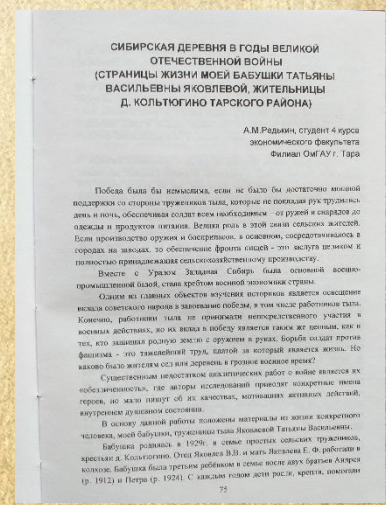 СИБИРСКАЯ ДЕРЕВНЯ В ГОДЫ ВЕЛИКОЙ
ОТЕЧЕСТВЕННОЙ ВОЙНЫ
(СТРАНИЦЫ ЖИЗНИ МОЕЙ БАБУШКИ ТАТЬЯНЫ
ВАСИЛЬЕВНЫ ЯКОВЛЕВОЙ, ЖИТЕЛЬНИЦЫ
Д. КОЛЬТЮГИНО ТАРСКОГО РАЙОНА)
А.М.Редькин, студент 4 курса
экономического факультета
Филиал ОмГАУ г. Тара
Победа была бы немыслима, если не было бы достаточно мощной
поддержки со стороны тружеников тыла, которые не покладая рук трудились
день и ночь, обеспечивая солдат всем необходимым – от ружей и снарядов до
одежды и продуктов питания. Велика роль в этой связи сельских жителей.
Если производство оружия и боеприпасов, в основном, сосредотачивалось в
городах на заводах, то обеспечение фронта пищей – это заслуга целиком и
полностью принадлежавшая сельскохозяйственному производству.
Вместе с Уралом Западная Сибирь была основной военно-
промышленной базой, стала хребтом военной экономики страны.
Одним из главных объектов изучения историков является освещение
вклада советского народа в завоевание победы, в том числе работников тыла.
Конечно, работники тыла не принимали непосредственного участия в
военных действиях, но их вклад в победу является таким же ценным, как и
тех, кто защищал родную землю с оружием в руках. Борьба солдат против
фашизма – это тяжелейший труд, платой за который является жизнь. Но
каково было жителям сел или деревень в грозное военное время?
Существенным недостатком аналитических работ о войне является их
«обезличенность», где авторы исследований приводят конкретные имена
героев, но мало пишут об их качествах, мотивациях активных действий,
внутреннем душевном состоянии.
В основу данной работы положены материалы из жизни конкретного
человека, моей бабушки, труженицы тыла Яковлевой Татьяны Васильевны.
Бабушка родилась в 1929г. в семье простых сельских тружеников,
крестьян д. Кольтюгино. Отец Яковлев В.В. и мать Яковлева Е.Ф. работали в
колхозе. Бабушка была третьим ребёнком в семье после двух братьев Андрея
(р. 1912) и Петра (р. 1924). С каждым годом дети росли, крепли, помогали
75